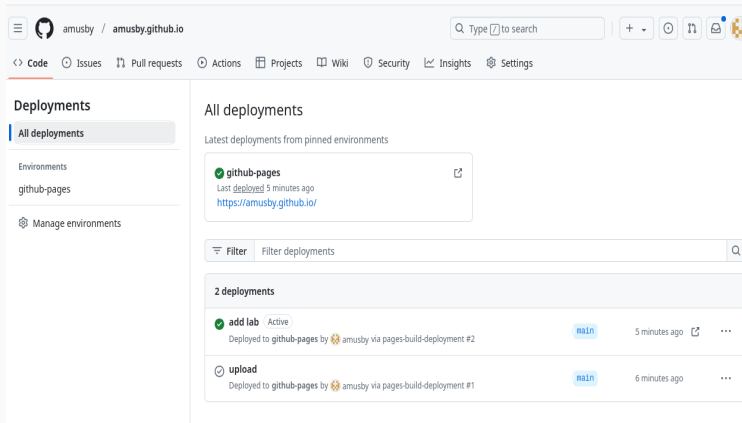 amusby / amusby.github.io
Type / to search
Code Issues Pull requests Actions Projects Wiki Security Insights Settings
Deployments
All deployments
Environments
github-pages
Manage environments
All deployments
Latest deployments from pinned environments
github-pages
Last deployed 5 minutes ago
https://amusby.github.io/
Filter Filter deployments
2 deployments
add lab Active
Deployed to github-pages by amusby via pages-build-deployment #2
main 5 minutes ago
upload
Deployed to github-pages by amusby via pages-build-deployment #1
main 6 minutes ago